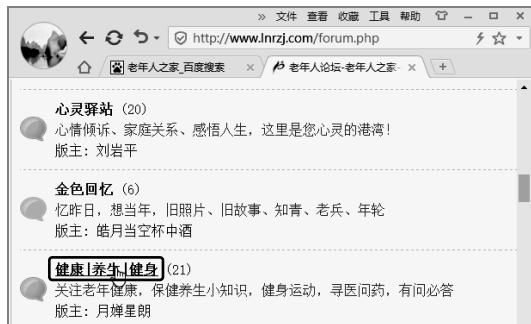 » 文件 查看 收藏 工具 帮助
http://www.lnrzj.com/forum.php
老年人之家_百度搜索 × 老年人论坛-老年人之家- × +
心灵驿站 (20)
心情倾诉、家庭关系、感悟人生，这里是您心灵的港湾！
版主: 刘岩平
金色回忆 (6)
忆昨日，想当年，旧照片、旧故事、知青、老兵、年轮
版主: 皓月当空杯中酒
健康|养生|健身 (21)
关注老年健康，保健养生小知识，健身运动，寻医问药，有问必答
版主: 月婵星朗